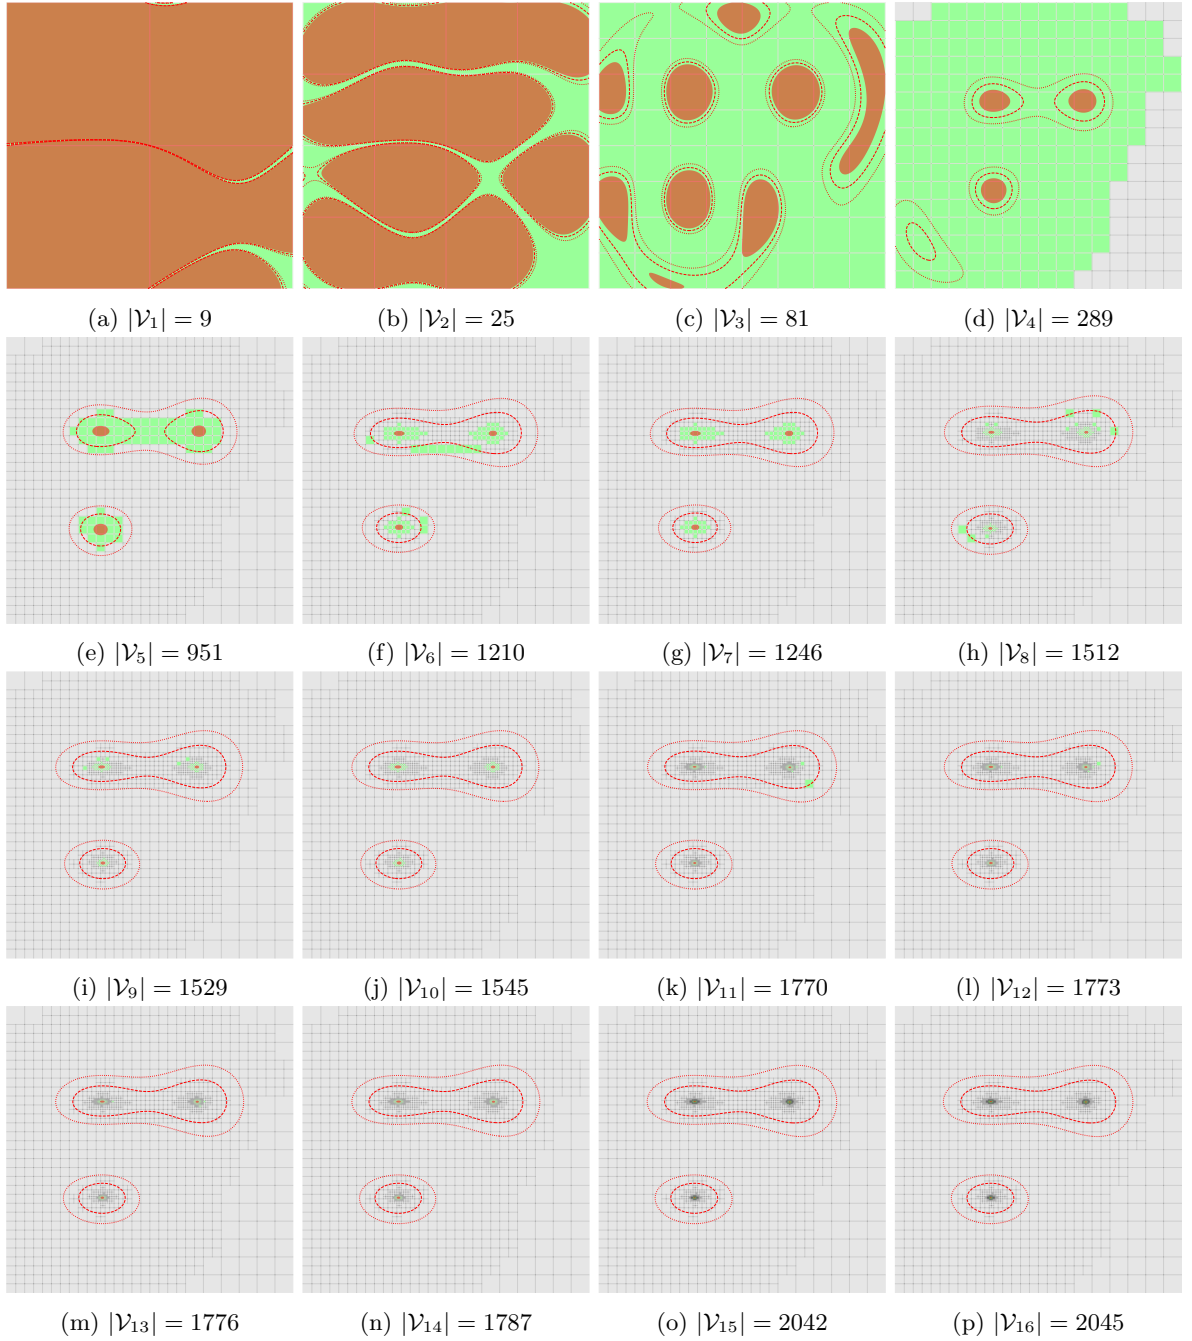 (a) |𝒱₁| = 9
(b) |𝒱₂| = 25
(c) |𝒱₃| = 81
(d) |𝒱₄| = 289
(e) |𝒱₅| = 951
(f) |𝒱₆| = 1210
(g) |𝒱₇| = 1246
(h) |𝒱₈| = 1512
(i) |𝒱₉| = 1529
(j) |𝒱₁₀| = 1545
(k) |𝒱₁₁| = 1770
(l) |𝒱₁₂| = 1773
(m) |𝒱₁₃| = 1776
(n) |𝒱₁₄| = 1787
(o) |𝒱₁₅| = 2042
(p) |𝒱₁₆| = 2045